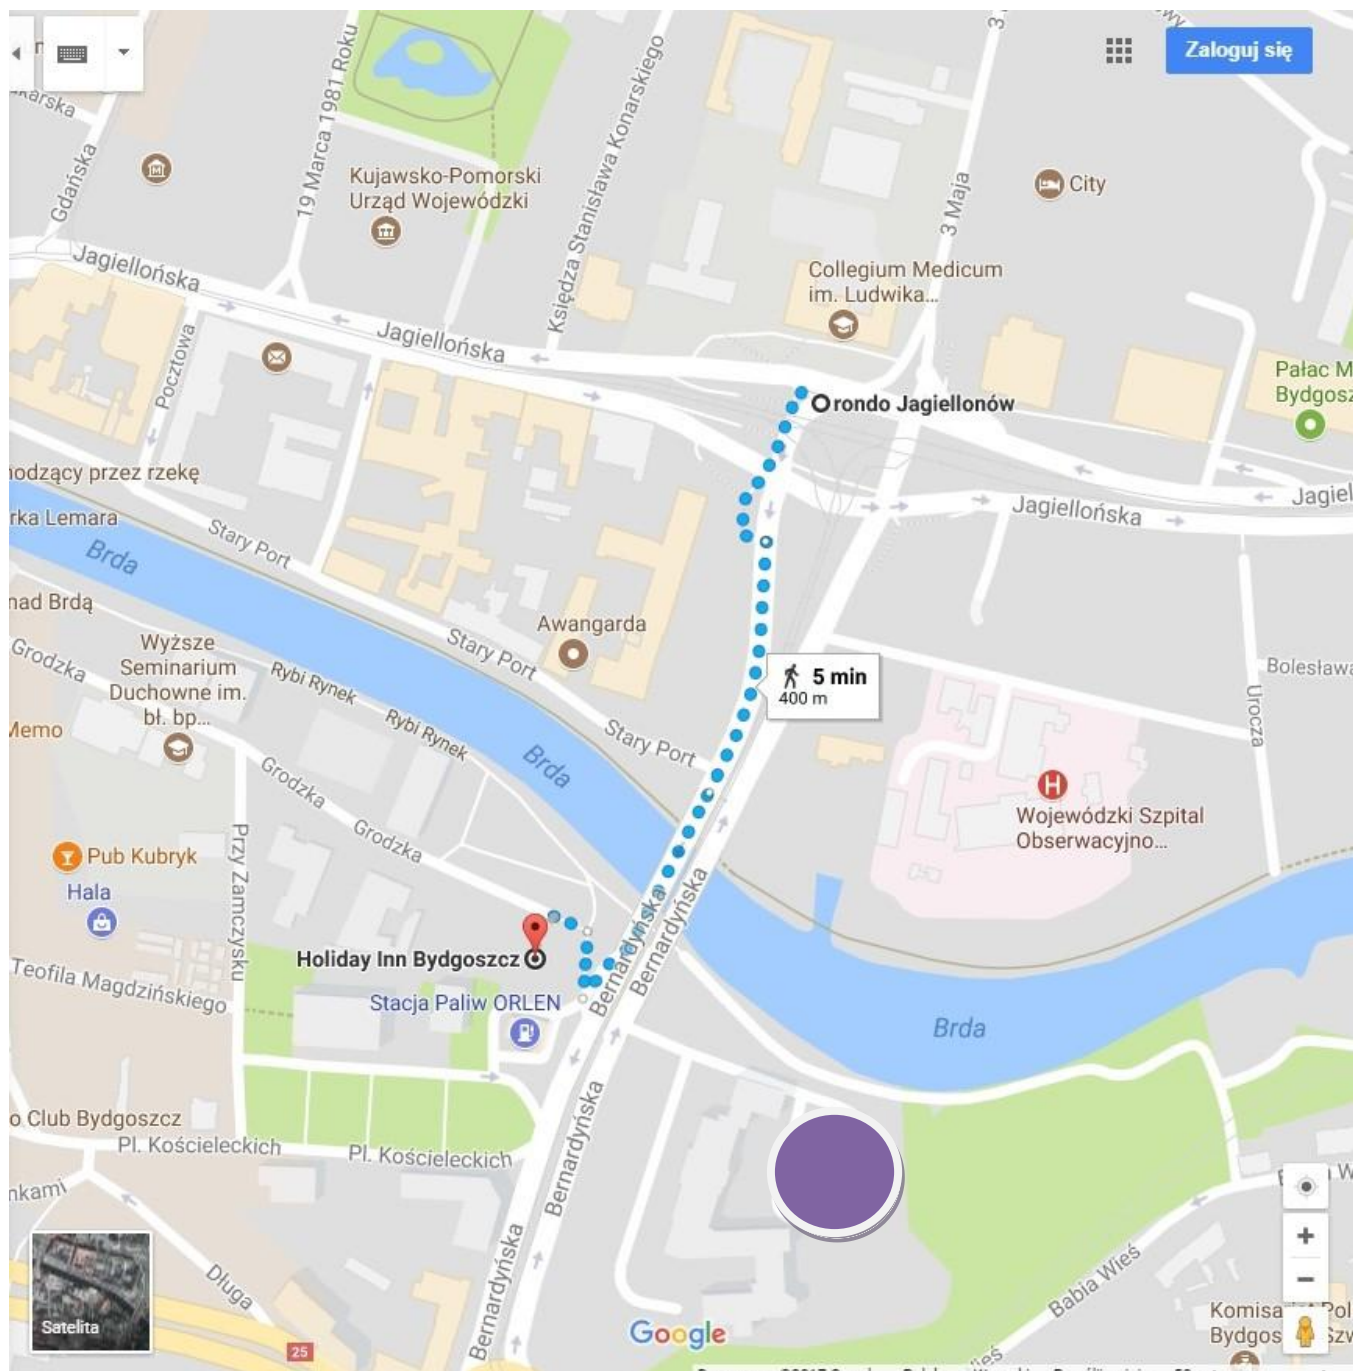 Zaloguj się
Gdańska
19 Marca 1981 Roku
Kujawsko-Pomorski
Urząd Wojewódzki
Księdza Stanisława Konarskiego
3 Maja
City
Collegium Medicum
im. Ludwika...
Jagiellońska
Jagiellońska
Pocztowa
Pałac M
Bydgosz
rondo Jagiellonów
hodzący przez rzekę
rka Lemara
Stary Port
Jagiellońska
Jagiel
Brda
nad Brdą
Wyższe
Seminarium
Duchowne im.
bł. bp...
Grodzka
Rybi Rynek
Rybi Rynek
Stary Port
Awangarda
Stary Port
5 min
400 m
Bolesława
Urocza
Memo
Brda
Grodzka
Grodzka
Przy Zamczysku
Wojewódzki Szpital
Obserwacyjno...
Pub Kubryk
Hala
Bernardyńska
Bernardyńska
Holiday Inn Bydgoszcz
Teofila Magdzińskiego
Stacja Paliw ORLEN
Brda
o Club Bydgoszcz
Pl. Kościeleckich
Pl. Kościeleckich
Bernardyńska
nkami
Długa
Bernardyńska
Babia Wieś
Satelita
25
Google
Komisa
Pol
Bydgos
Szw